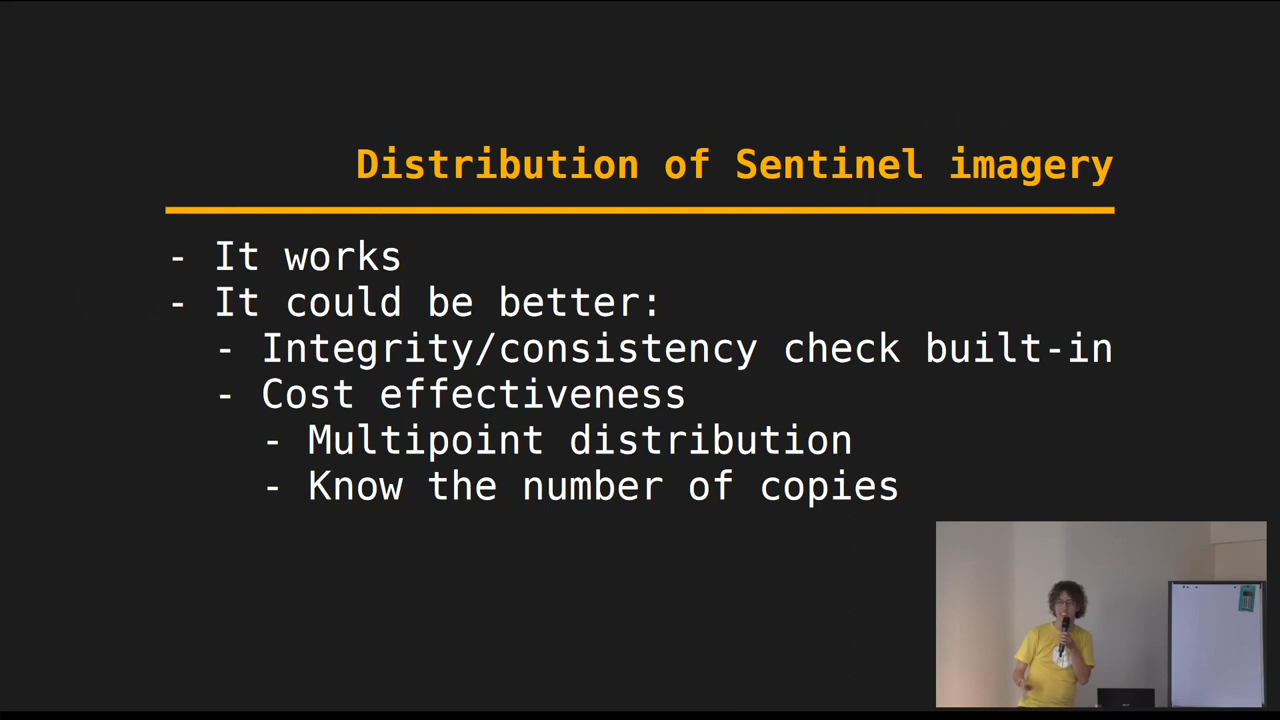 Distribution of Sentinel imagery
- It works
- It could be better:
- Integrity/consistency check built-in
- Cost effectiveness
- Multipoint distribution
- Know the number of copies